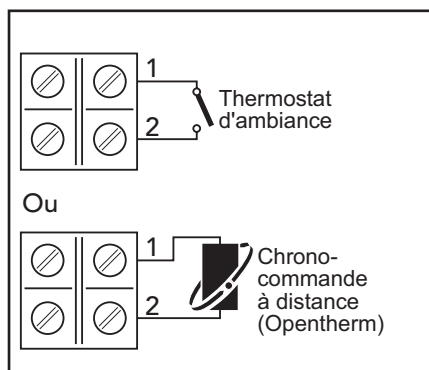 1
Thermostat
d'ambiance
2
Ou
1
Chrono-
commande
à distance
(Opentherm)
2